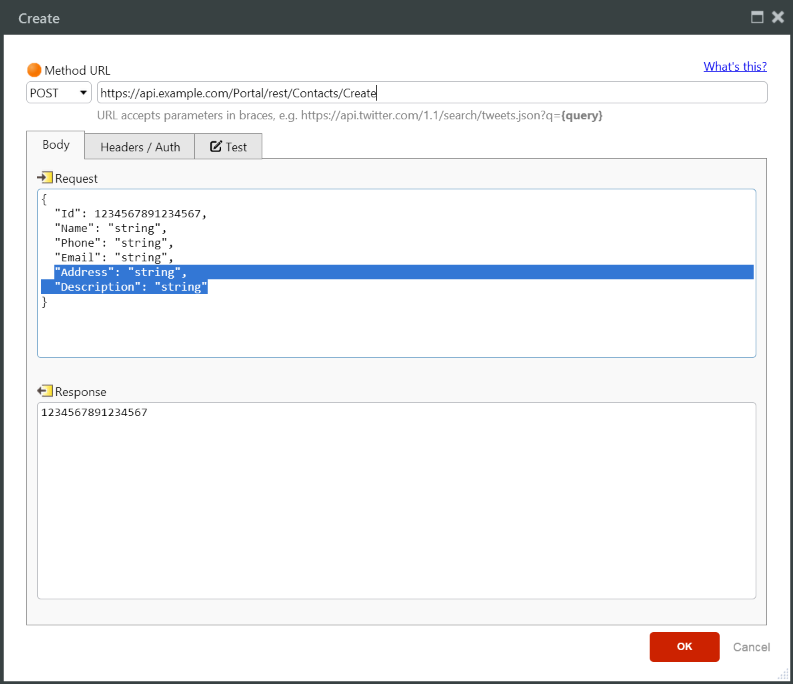 Create
Method URL
What's this?
POST
https://api.example.com/Portal/rest/Contacts/Create
URL accepts parameters in braces, e.g. https://api.twitter.com/1.1/search/tweets.json?q={query}
Body
Headers / Auth
Test
Request
{
"Id": 1234567891234567,
"Name": "string",
"Phone": "string",
"Email": "string",
"Address": "string",
"Description": "string"
}
Response
1234567891234567
OK
Cancel